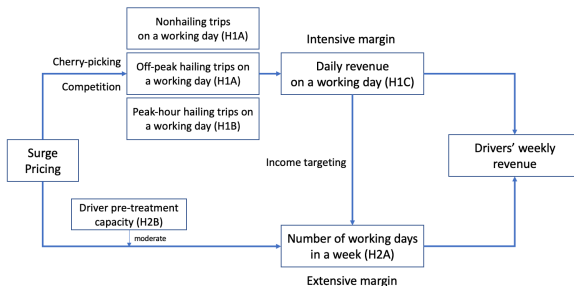 Nonhailing trips
on a working day (H1A)
Intensive margin
Cherry-picking
Competition
Off-peak hailing trips on
a working day (H1A)
Daily revenue
on a working day (H1C)
Peak-hour hailing trips on
a working day (H1B)
Surge
Pricing
Income targeting
Drivers' weekly
revenue
Driver pre-treatment
capacity (H2B)
moderate
Number of working days
in a week (H2A)
Extensive margin